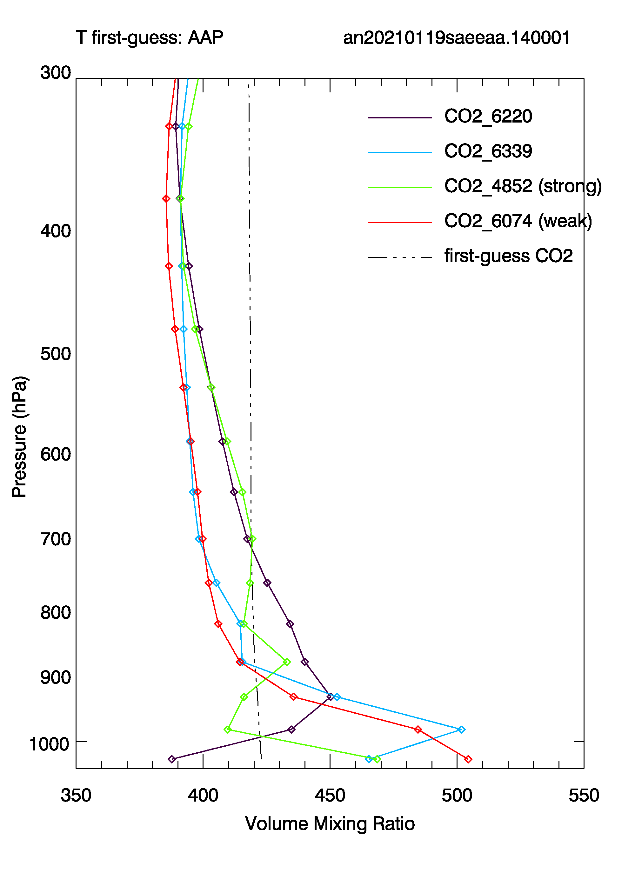 T first-guess: AAP an20210119saeeaa.140001
300
CO2_6220
CO2_6339
CO2_4852 (strong)
CO2_6074 (weak)
400
first-guess CO2
500
Pressure (hPa)
600
700
800
900
1000
350 400 450 500 550
Volume Mixing Ratio